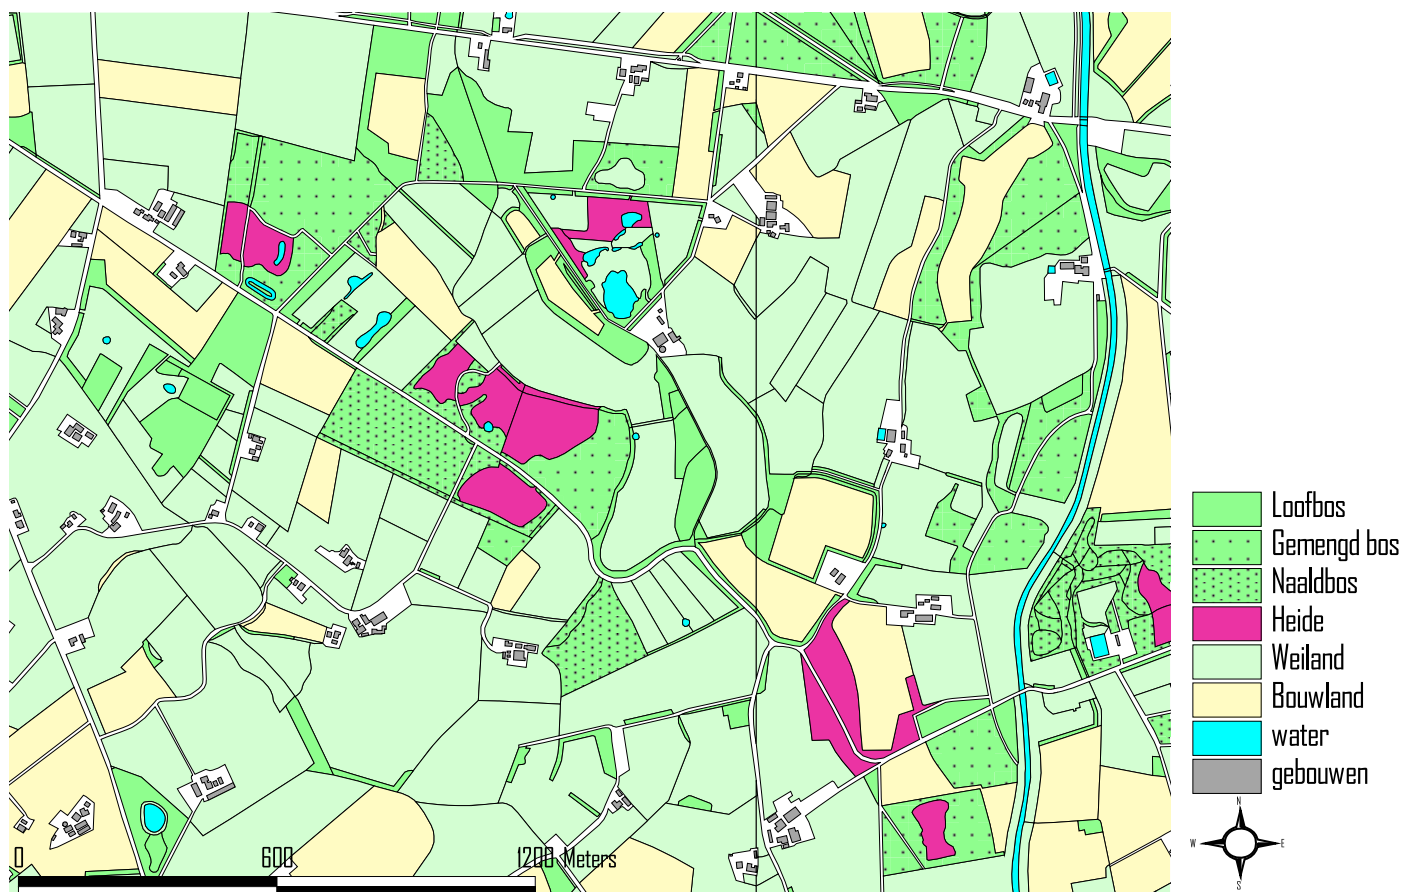 Loofbos
Gemengd bos
Naaldbos
Heide
Weiland
Bouwland
water
gebouwen
N
W E
S
0 600 1200 Meters